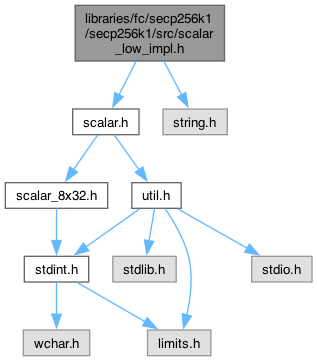 libraries/fc/secp256k1
/secp256k1/src/scalar
_low_impl.h
scalar.h
string.h
scalar_8x32.h
util.h
stdint.h
stdlib.h
stdio.h
wchar.h
limits.h